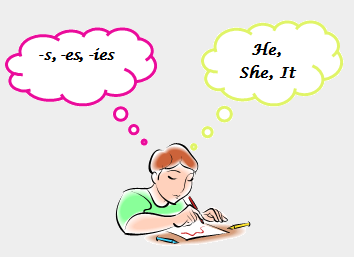 -s, -es, -ies
He,
She, It